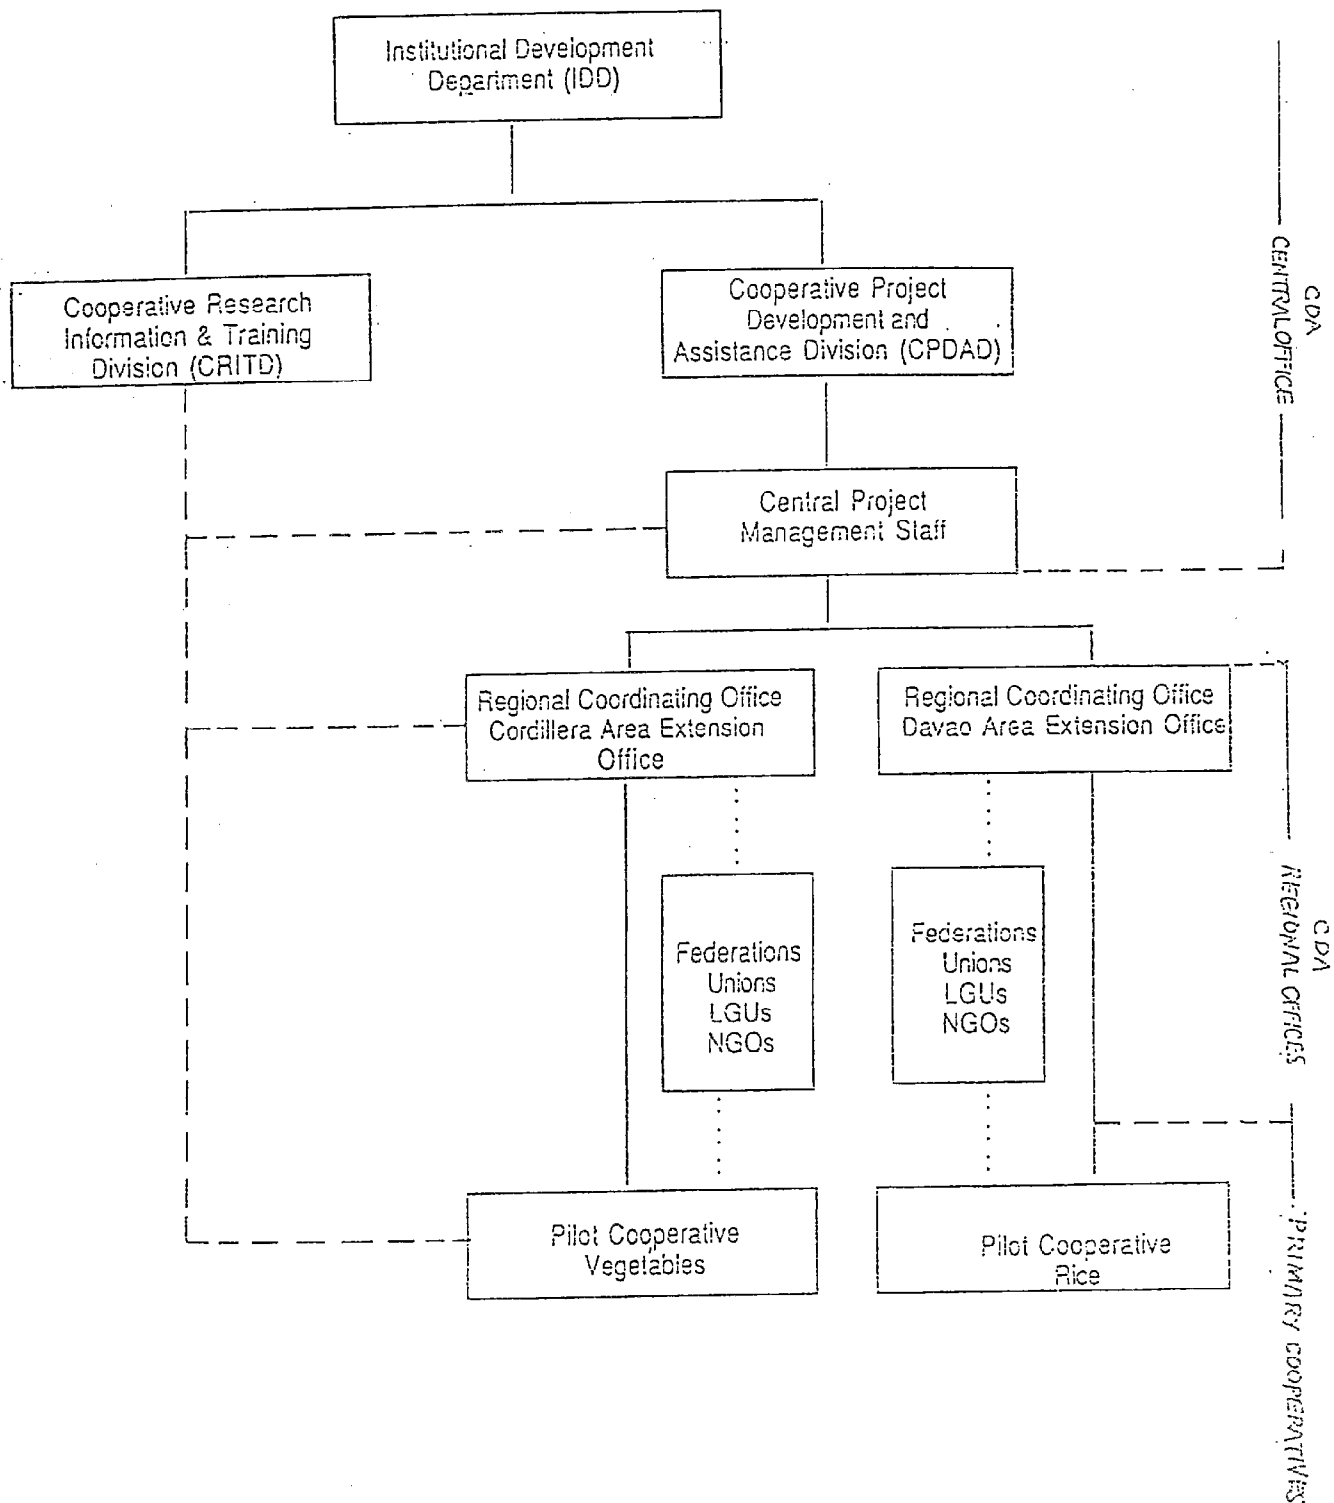 Institutional Development
Department (IDD)
Cooperative Research
Information & Training
Division (CRITD)
Cooperative Project
Development and
Assistance Division (CPDAD)
CDA
CENTRAL OFFICE
Central Project
Management Staff
Regional Coordinating Office
Cordillera Area Extension
Office
Regional Coordinating Office
Davao Area Extension Office
Federations
Unions
LGUs
NGOs
Federations
Unions
LGUs
NGOs
CDA
REGIONAL OFFICES
Pilot Cooperative
Vegetables
Pilot Cooperative
Rice
PRIMARY COOPERATIVES